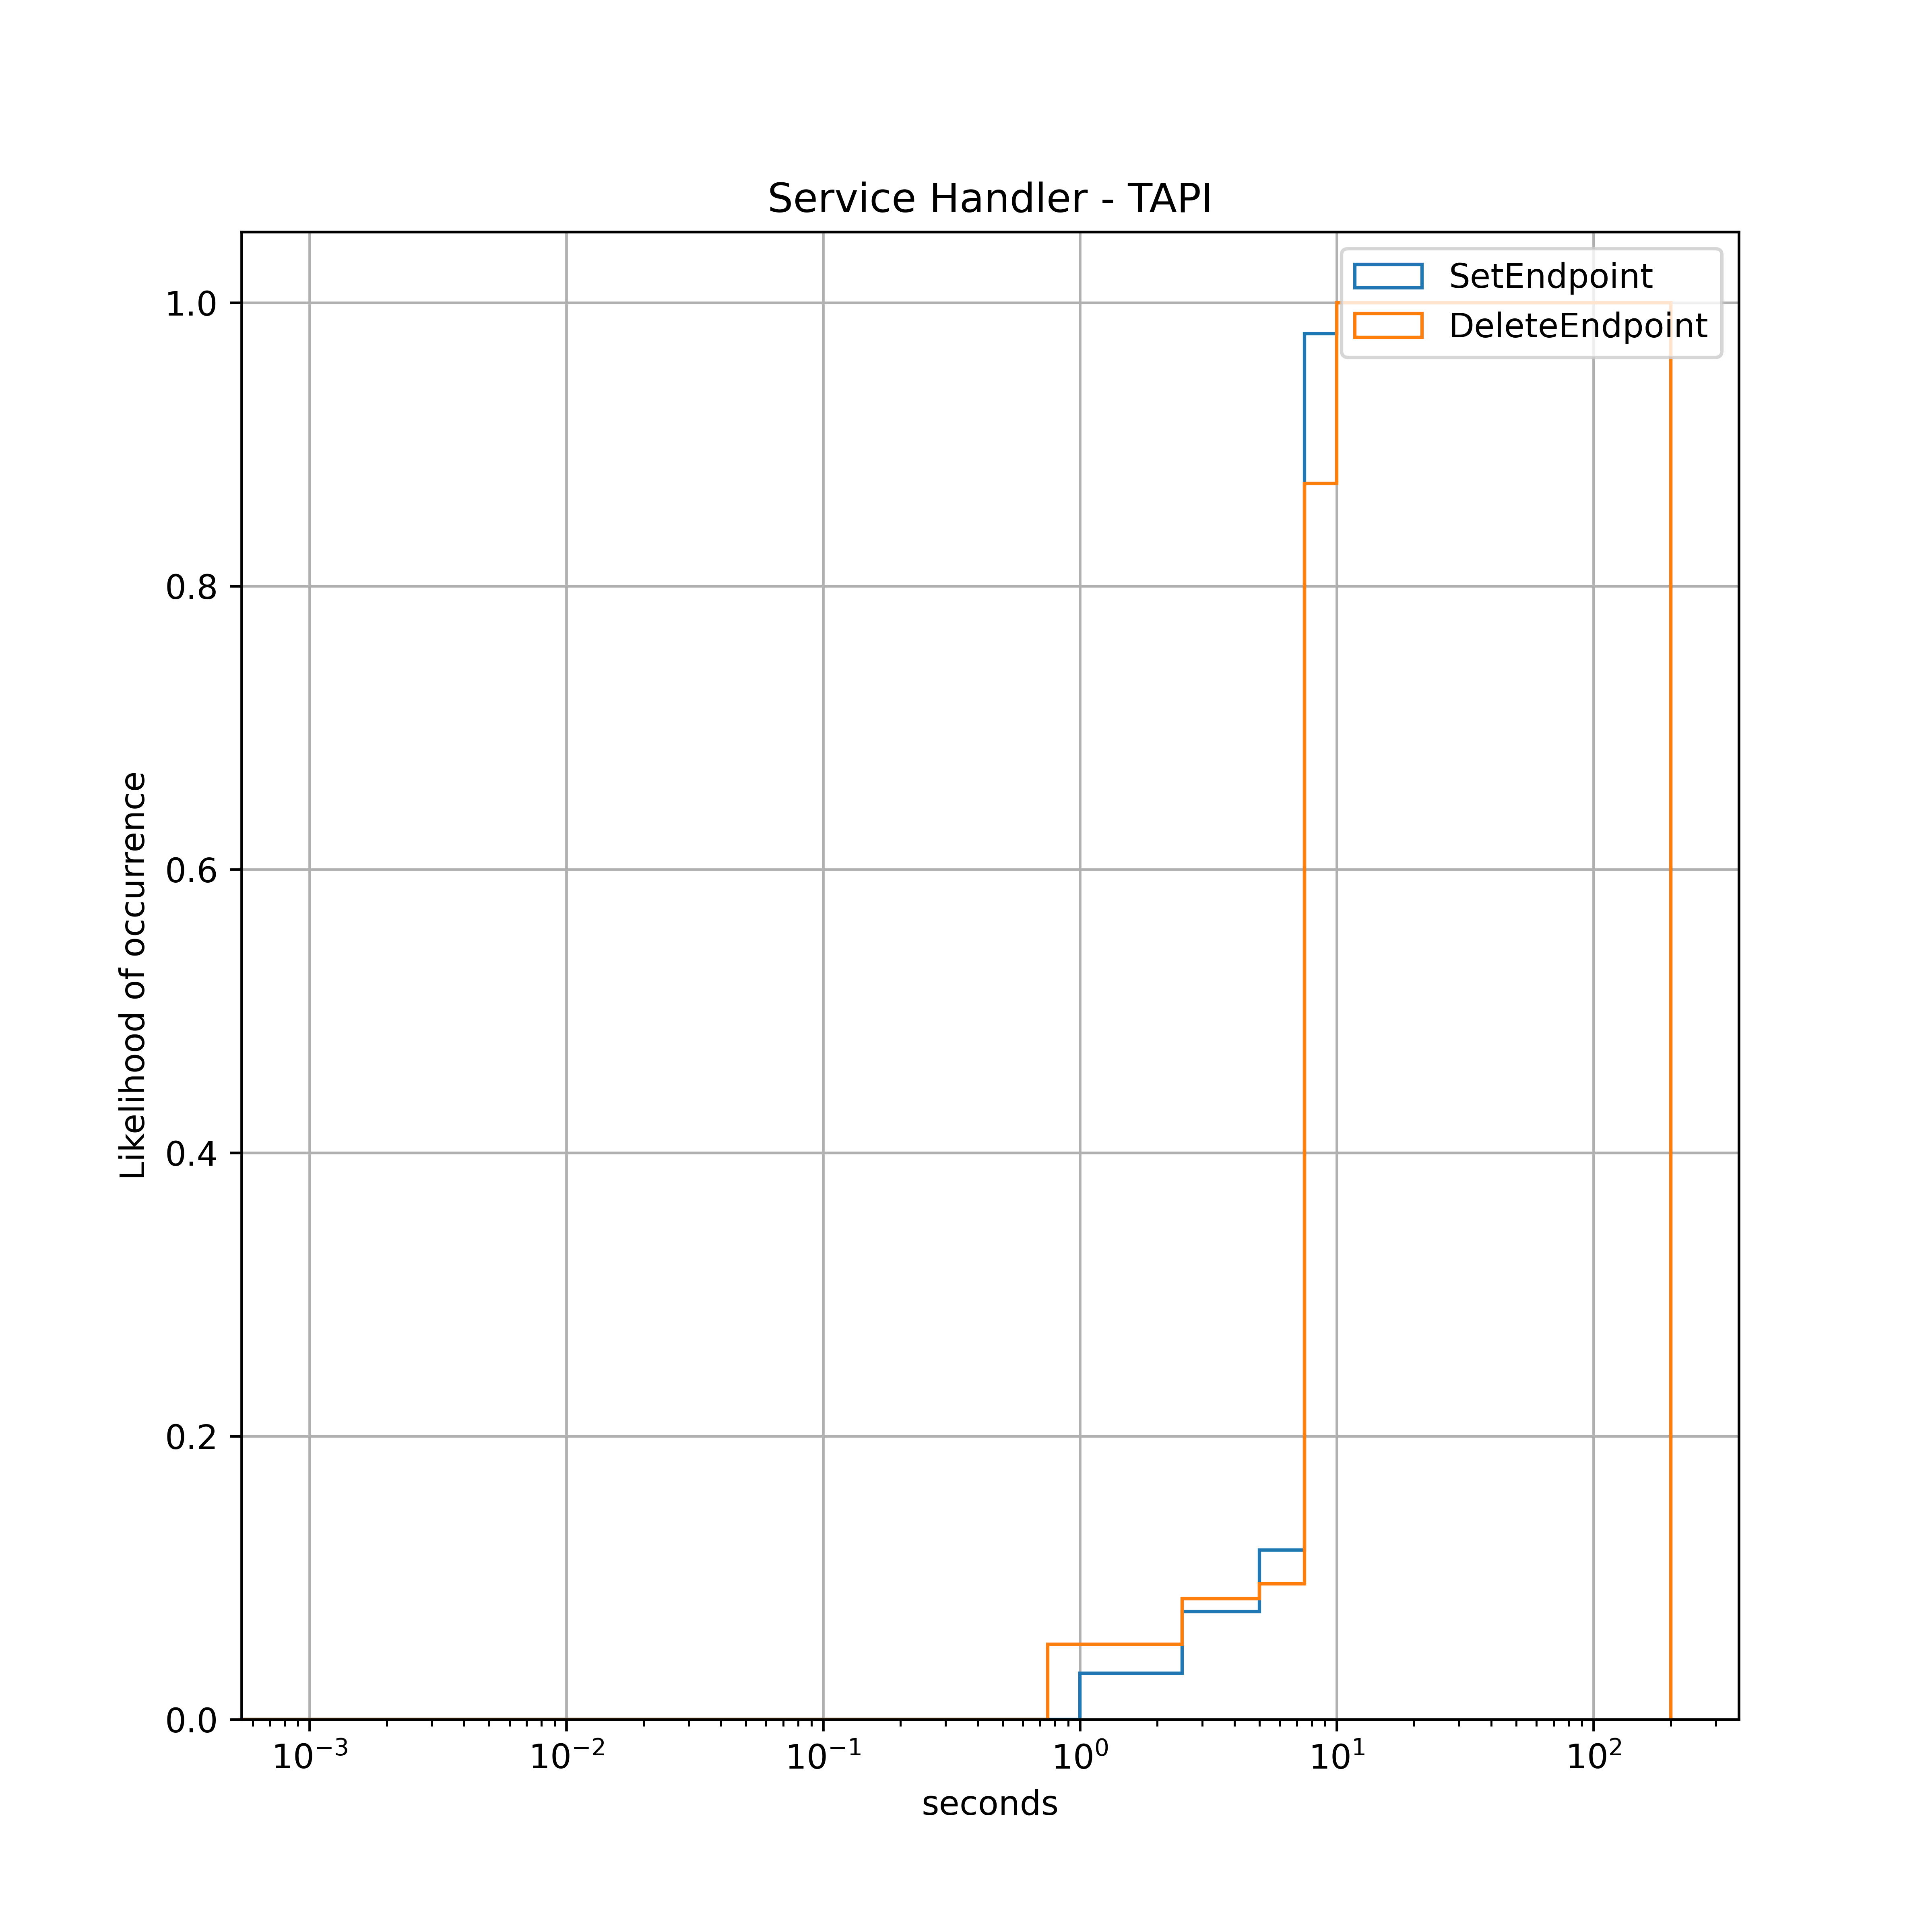 Service Handler - TAPI
SetEndpoint
DeleteEndpoint
1.0
0.8
0.6
0.4
0.2
0.0
Likelihood of occurrence
10⁻³ 10⁻² 10⁻¹ 10⁰ 10¹ 10²
seconds